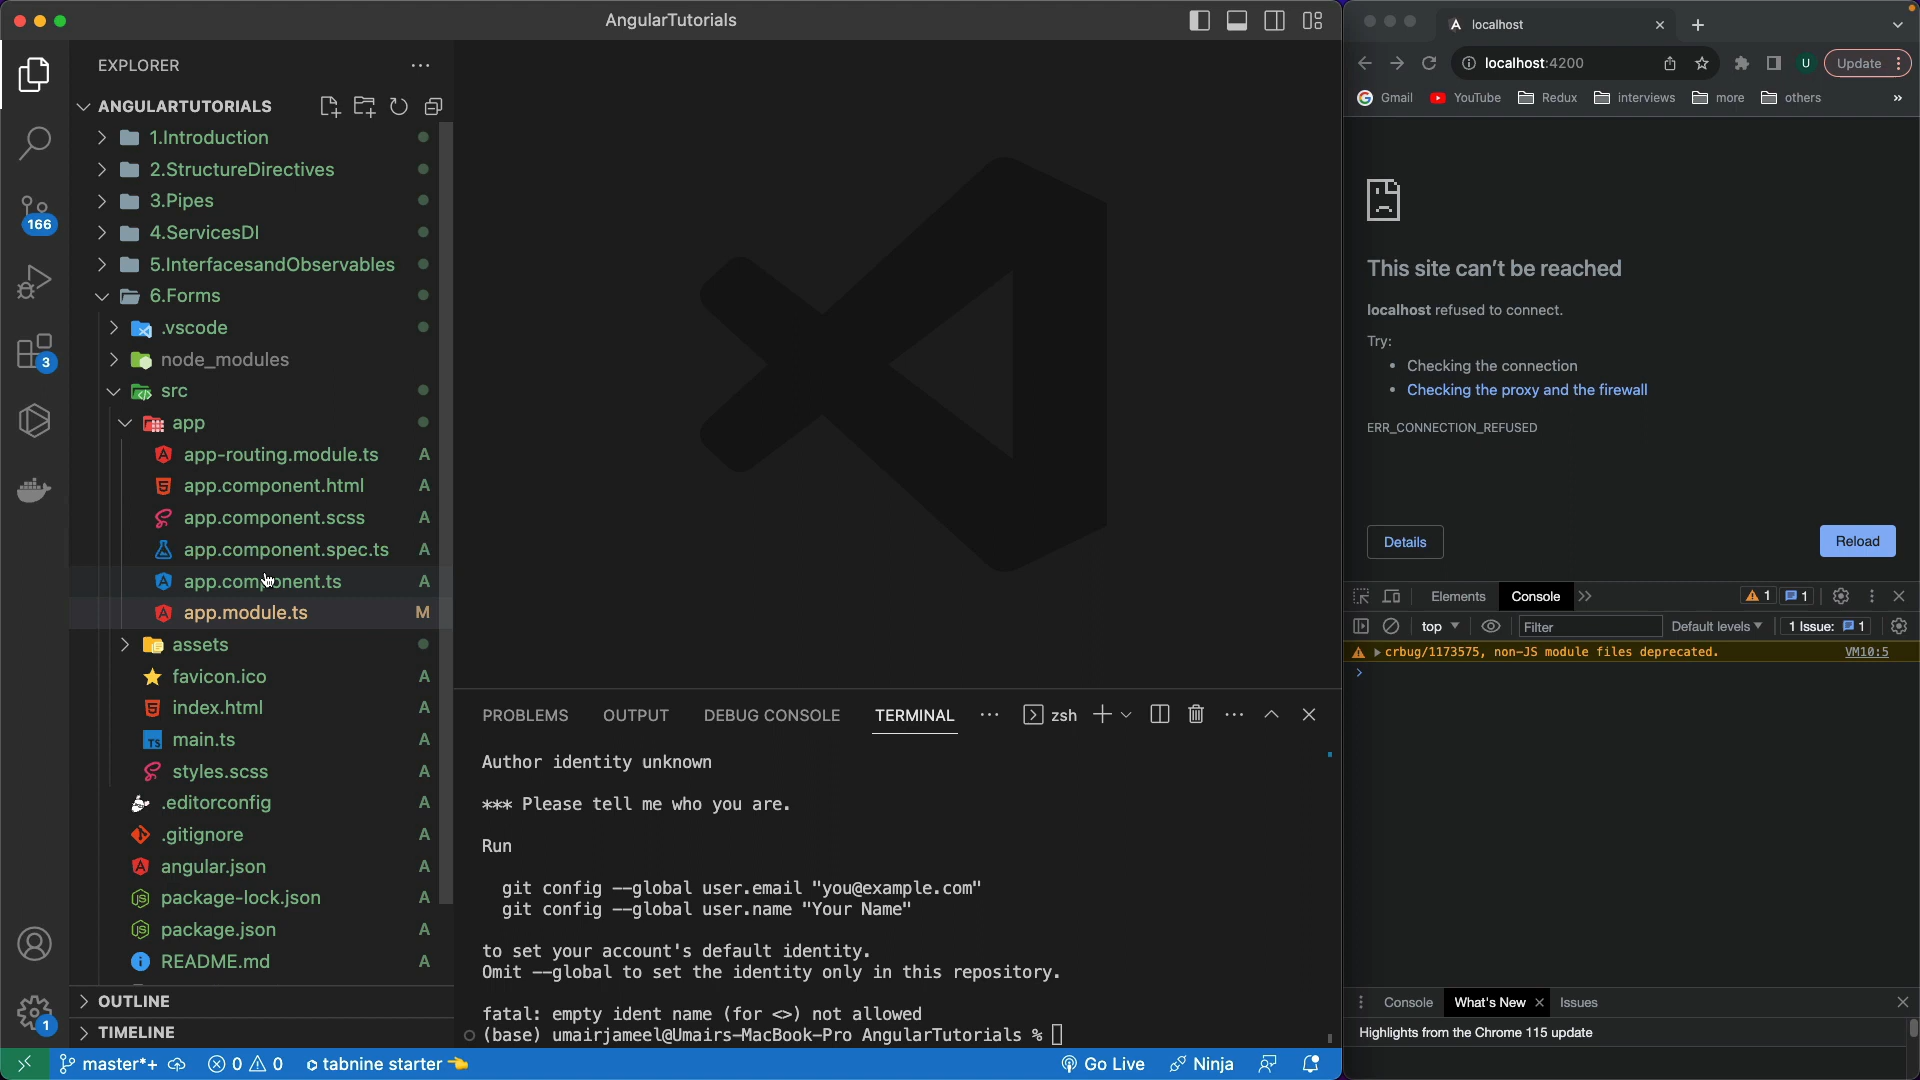 AngularTutorials
EXPLORER
ANGULARTUTORIALS
1.Introduction
2.StructureDirectives
3.Pipes
4.ServicesDI
5.InterfacesandObservables
6.Forms
.vscode
node_modules
src
app
app-routing.module.ts A
app.component.html A
app.component.scss A
app.component.spec.ts A
app.component.ts A
app.module.ts M
assets
favicon.ico A
index.html A
TS main.ts A
styles.scss A
.editorconfig A
.gitignore A
angular.json A
package-lock.json A
package.json A
README.md A
OUTLINE
TIMELINE
166
3
1
PROBLEMS OUTPUT DEBUG CONSOLE TERMINAL zsh
Author identity unknown
*** Please tell me who you are.
Run
git config --global user.email "you@example.com"
git config --global user.name "Your Name"
to set your account's default identity.
Omit --global to set the identity only in this repository.
fatal: empty ident name (for <>) not allowed
(base) umairjameel@Umairs-MacBook-Pro AngularTutorials %
master*+ 0 0 tabnine starter Go Live Ninja
localhost
localhost:4200 U Update
Gmail YouTube Redux interviews more others »
This site can't be reached
localhost refused to connect.
Try:
• Checking the connection
• Checking the proxy and the firewall
ERR_CONNECTION_REFUSED
Details Reload
Elements Console 1 1
top Filter Default levels 1 Issue: 1
crbug/1173575, non-JS module files deprecated. VM10:5
Console What's New Issues
Highlights from the Chrome 115 update